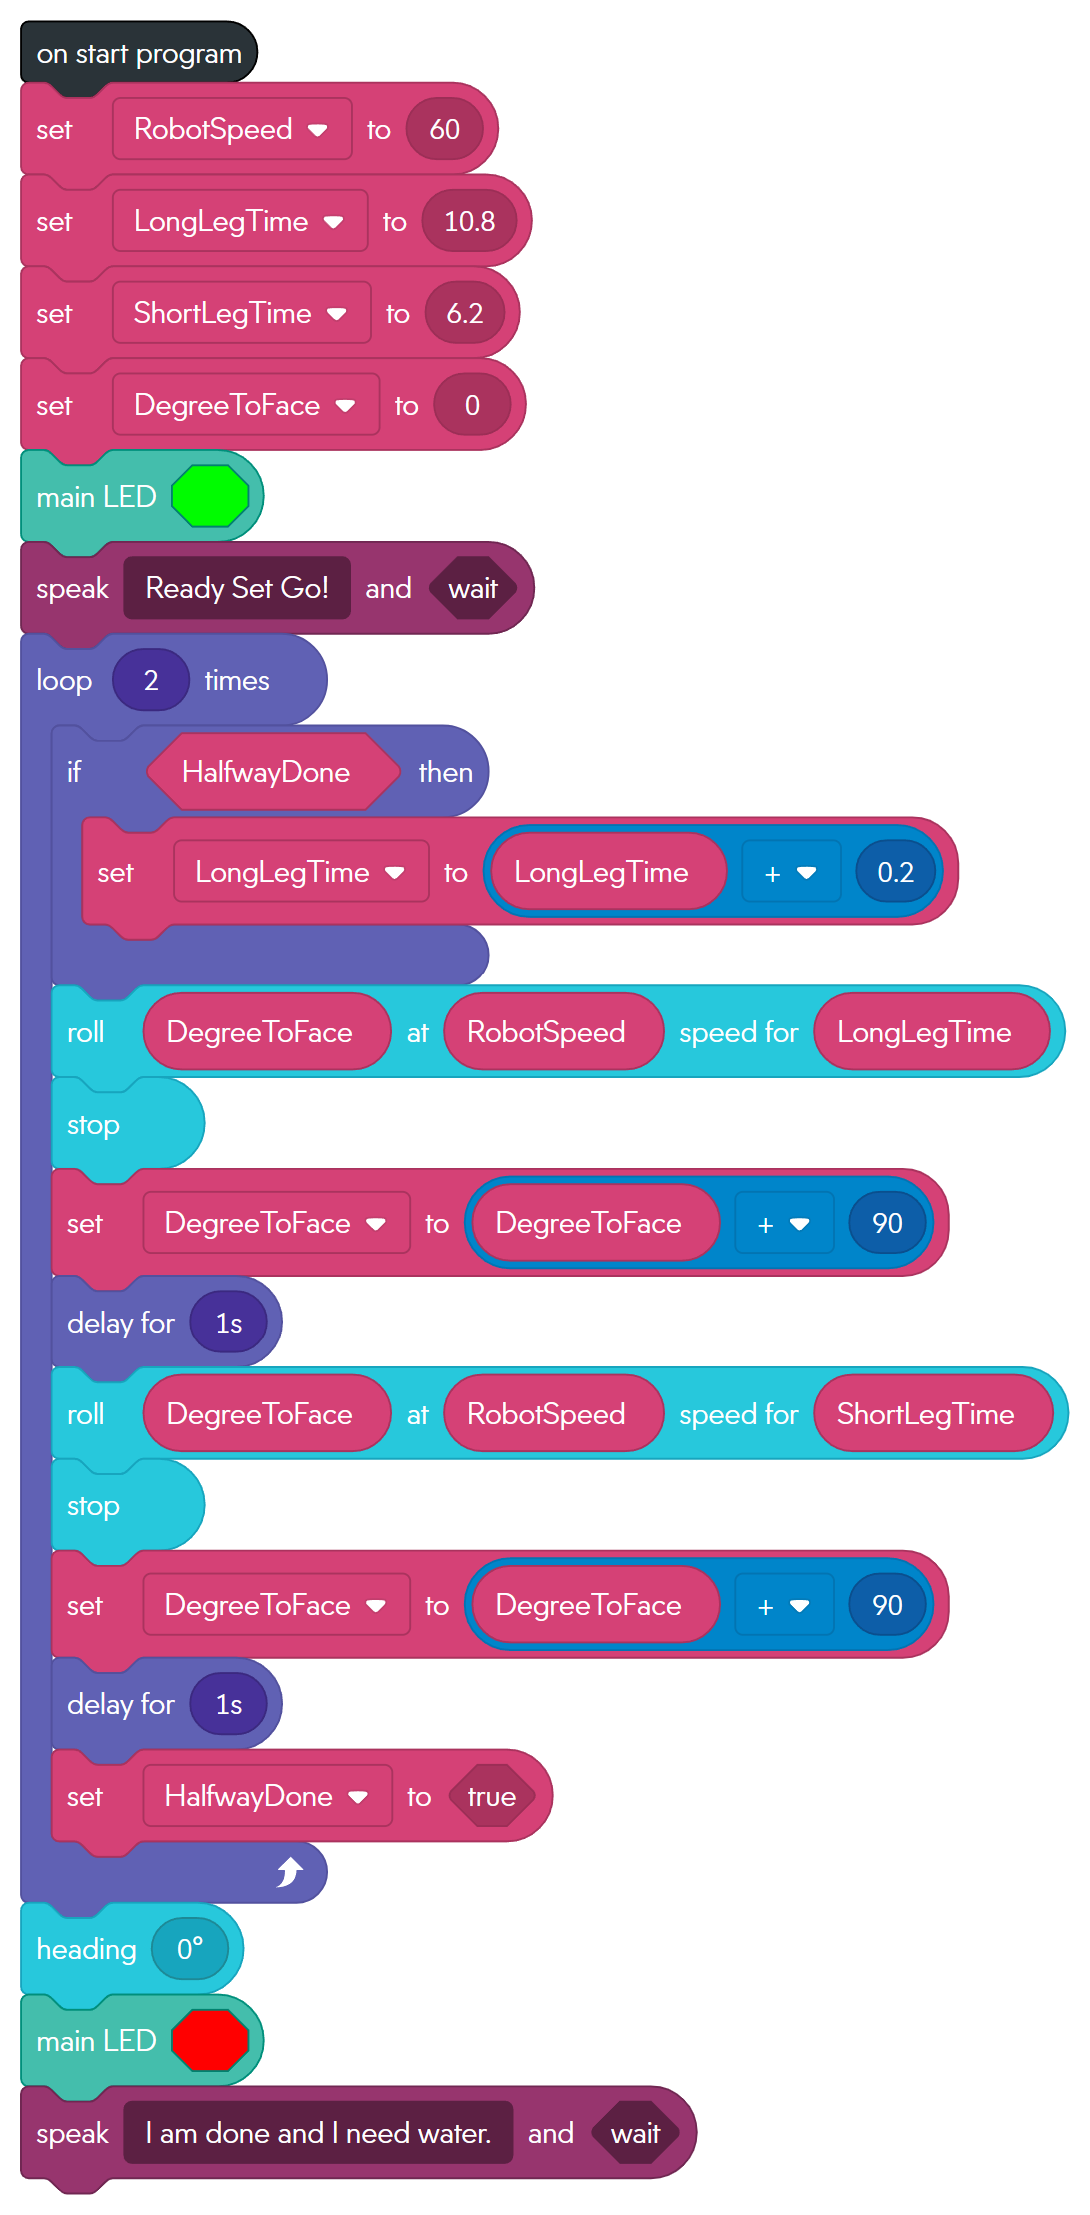 on start program
set RobotSpeed to 60
set LongLegTime to 10.8
set ShortLegTime to 6.2
set DegreeToFace to 0
main LED
speak Ready Set Go! and wait
loop 2 times
if HalfwayDone then
set LongLegTime to LongLegTime + 0.2
roll DegreeToFace at RobotSpeed speed for LongLegTime
stop
set DegreeToFace to DegreeToFace + 90
delay for 1s
roll DegreeToFace at RobotSpeed speed for ShortLegTime
stop
set DegreeToFace to DegreeToFace + 90
delay for 1s
set HalfwayDone to true
heading 0°
main LED
speak I am done and I need water. and wait